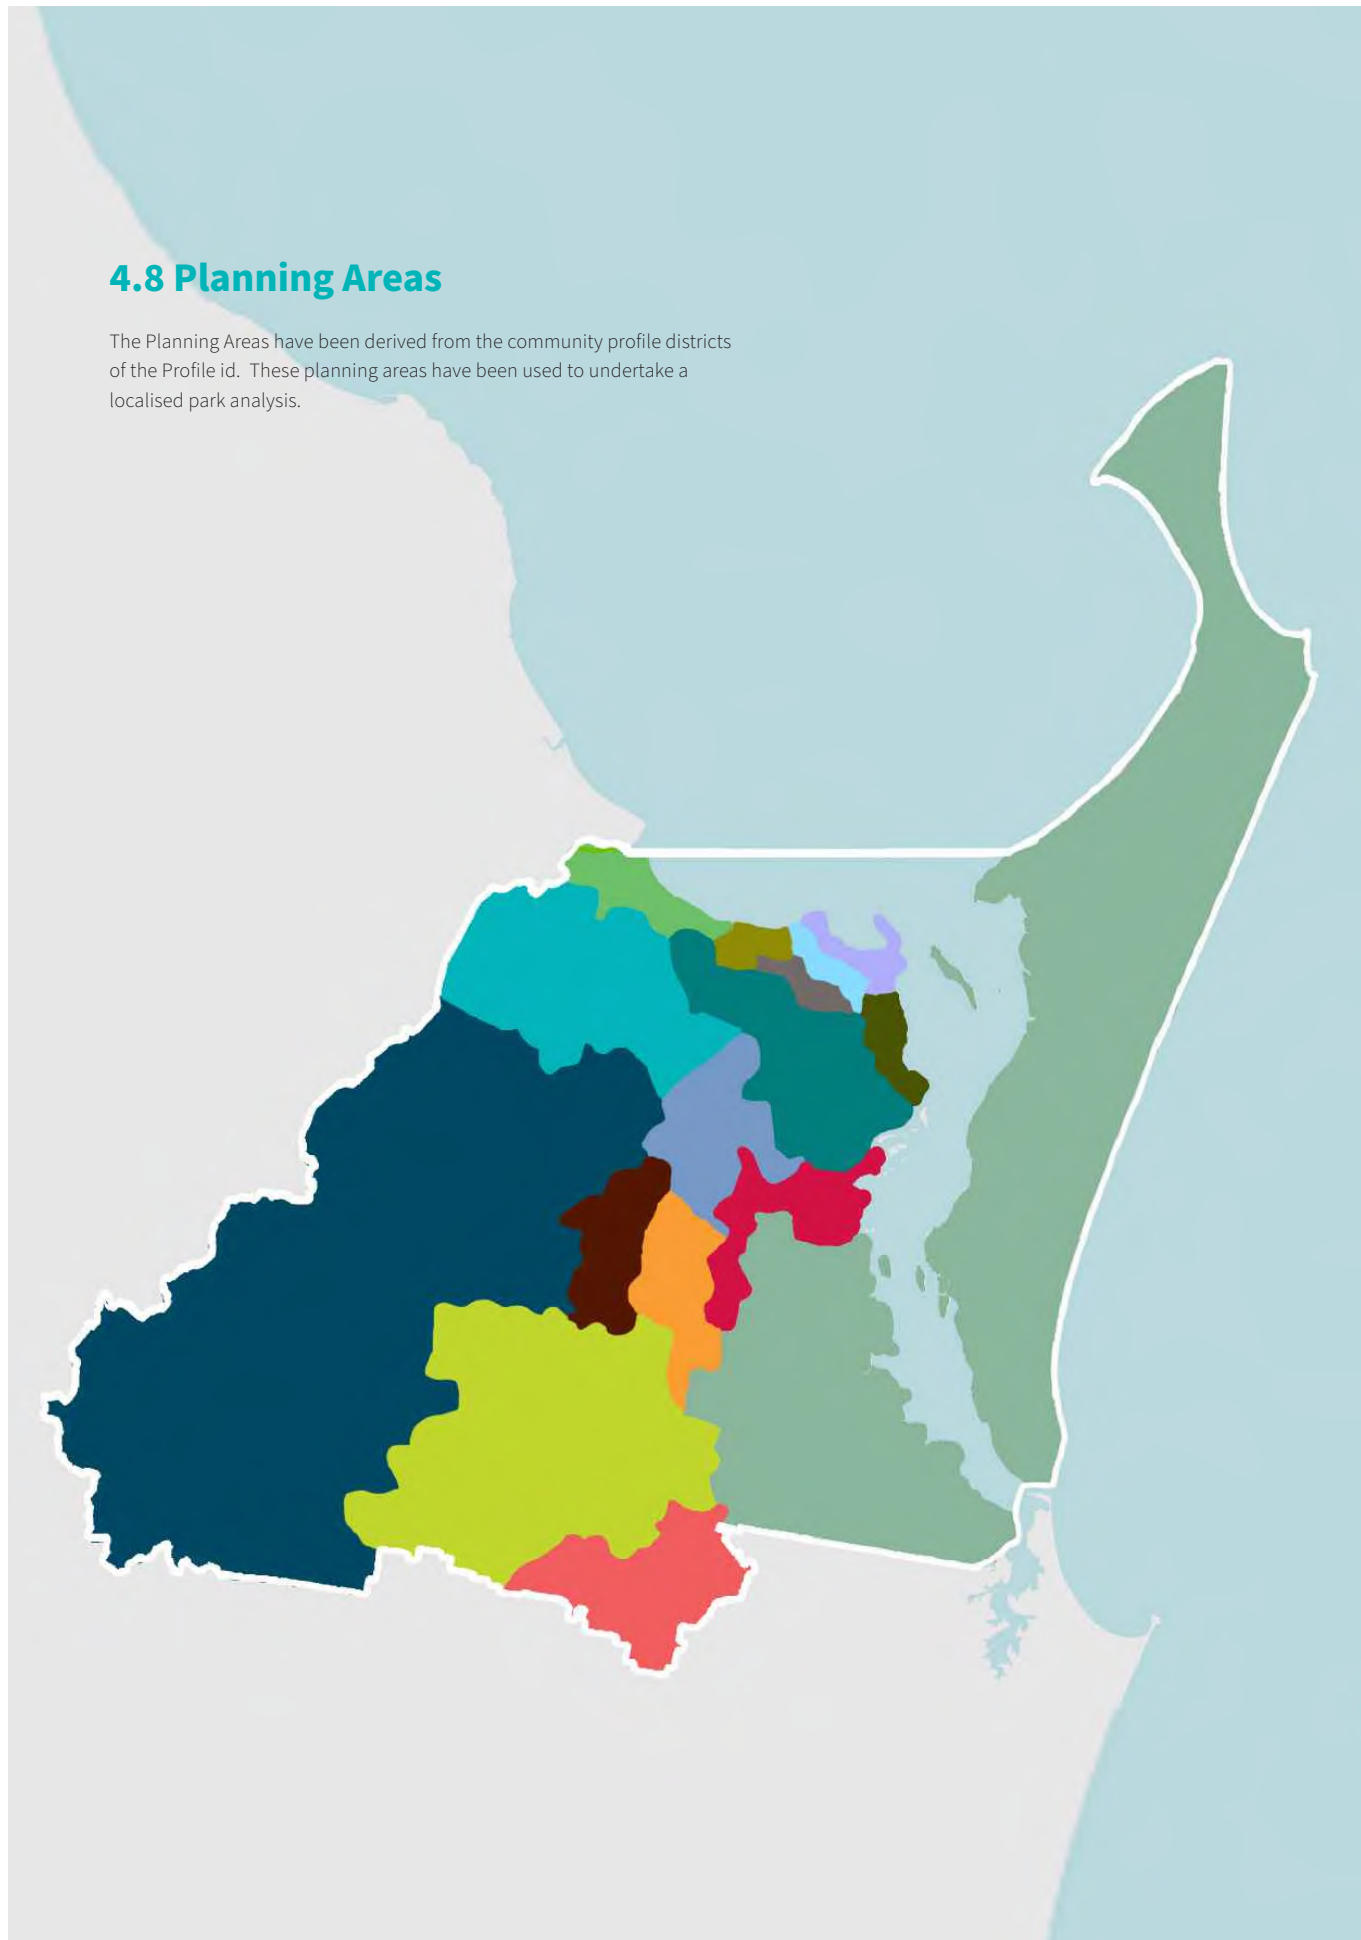 4.8 Planning Areas
The Planning Areas have been derived from the community profile districts
of the Profile id.  These planning areas have been used to undertake a
localised park analysis.